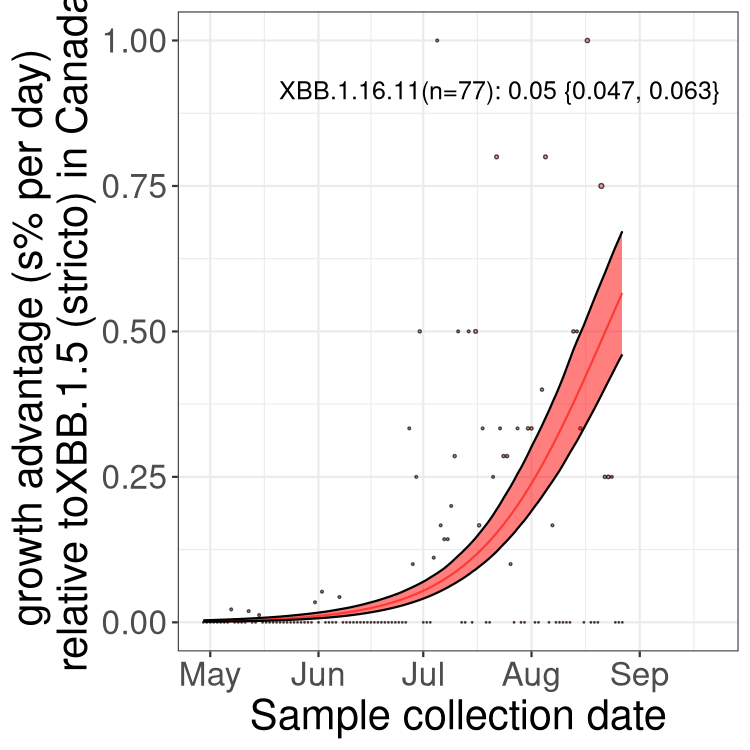 growth advantage (s% per day)
relative toXBB.1.5 (stricto) in Canada
1.00
0.75
0.50
0.25
0.00
XBB.1.16.11(n=77): 0.05 {0.047, 0.063}
May Jun Jul Aug Sep
Sample collection date